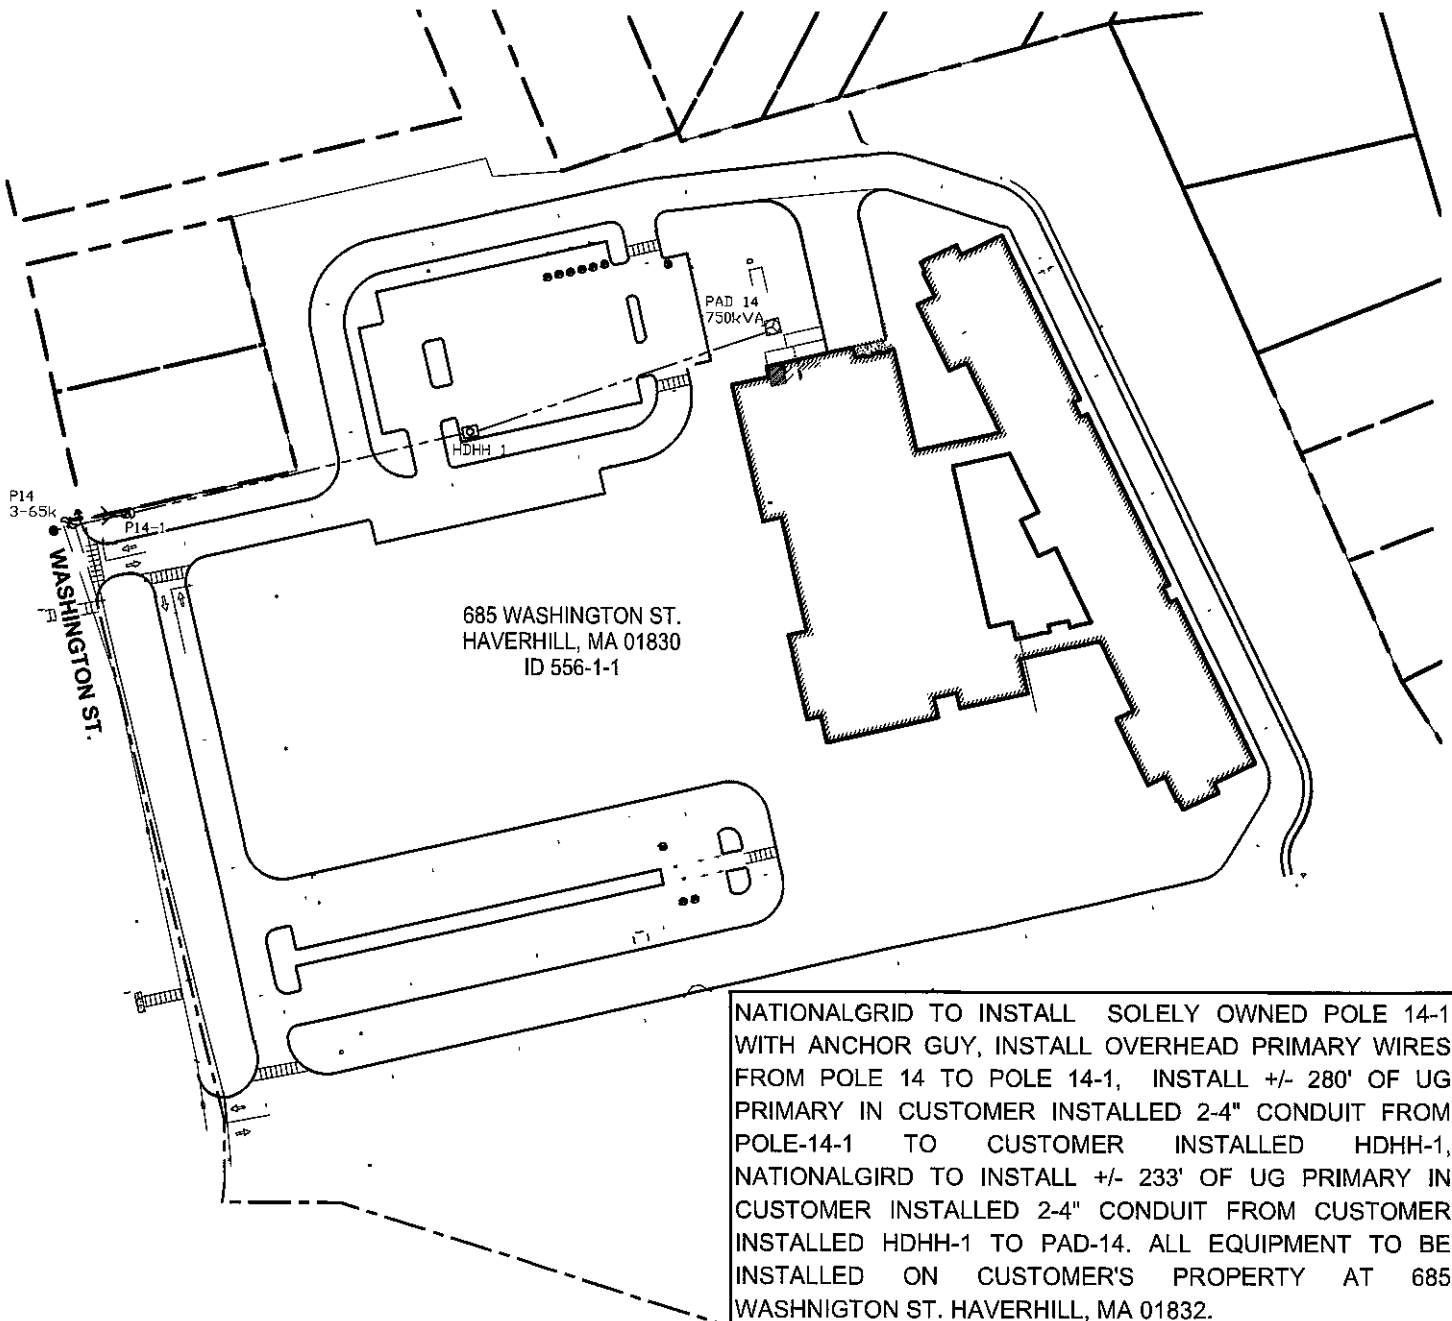 PAD 14
750kVA
HDHH 1
P14
3-65k
P14-1
WASHINGTON ST.
685 WASHINGTON ST.
HAVERHILL, MA 01830
ID 556-1-1
NATIONALGRID TO INSTALL SOLELY OWNED POLE 14-1
WITH ANCHOR GUY, INSTALL OVERHEAD PRIMARY WIRES
FROM POLE 14 TO POLE 14-1, INSTALL +/- 280' OF UG
PRIMARY IN CUSTOMER INSTALLED 2-4" CONDUIT FROM
POLE-14-1 TO CUSTOMER INSTALLED HDHH-1,
NATIONALGIRD TO INSTALL +/- 233' OF UG PRIMARY IN
CUSTOMER INSTALLED 2-4" CONDUIT FROM CUSTOMER
INSTALLED HDHH-1 TO PAD-14. ALL EQUIPMENT TO BE
INSTALLED ON CUSTOMER'S PROPERTY AT 685
WASHNIGTON ST. HAVERHILL, MA 01832.